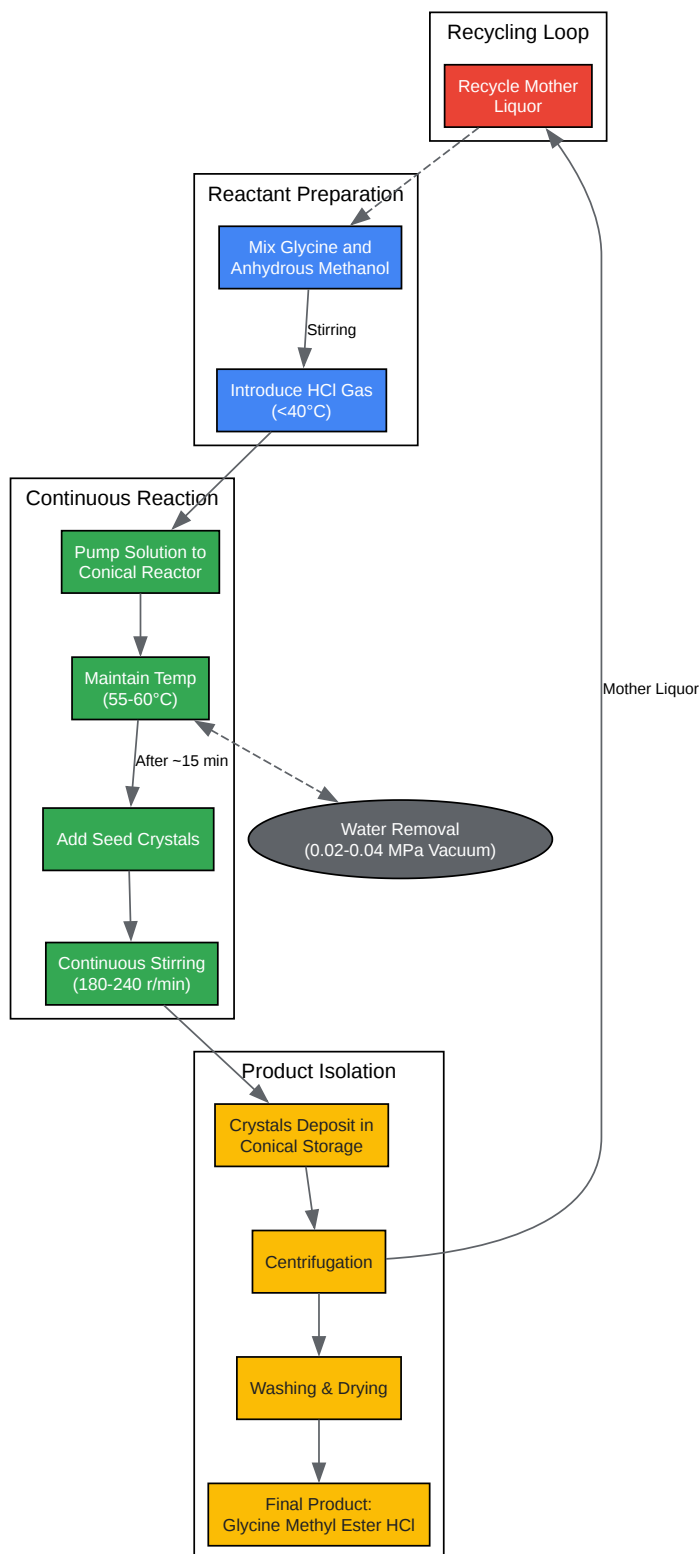 Recycling Loop
Recycle Mother
Liquor
Reactant Preparation
Mix Glycine and
Anhydrous Methanol
Stirring
Introduce HCl Gas
(<40°C)
Continuous Reaction
Pump Solution to
Conical Reactor
Maintain Temp
(55-60°C)
Mother Liquor
After ~15 min
Add Seed Crystals
Water Removal
(0.02-0.04 MPa Vacuum)
Continuous Stirring
(180-240 r/min)
Product Isolation
Crystals Deposit in
Conical Storage
Centrifugation
Washing & Drying
Final Product:
Glycine Methyl Ester HCl